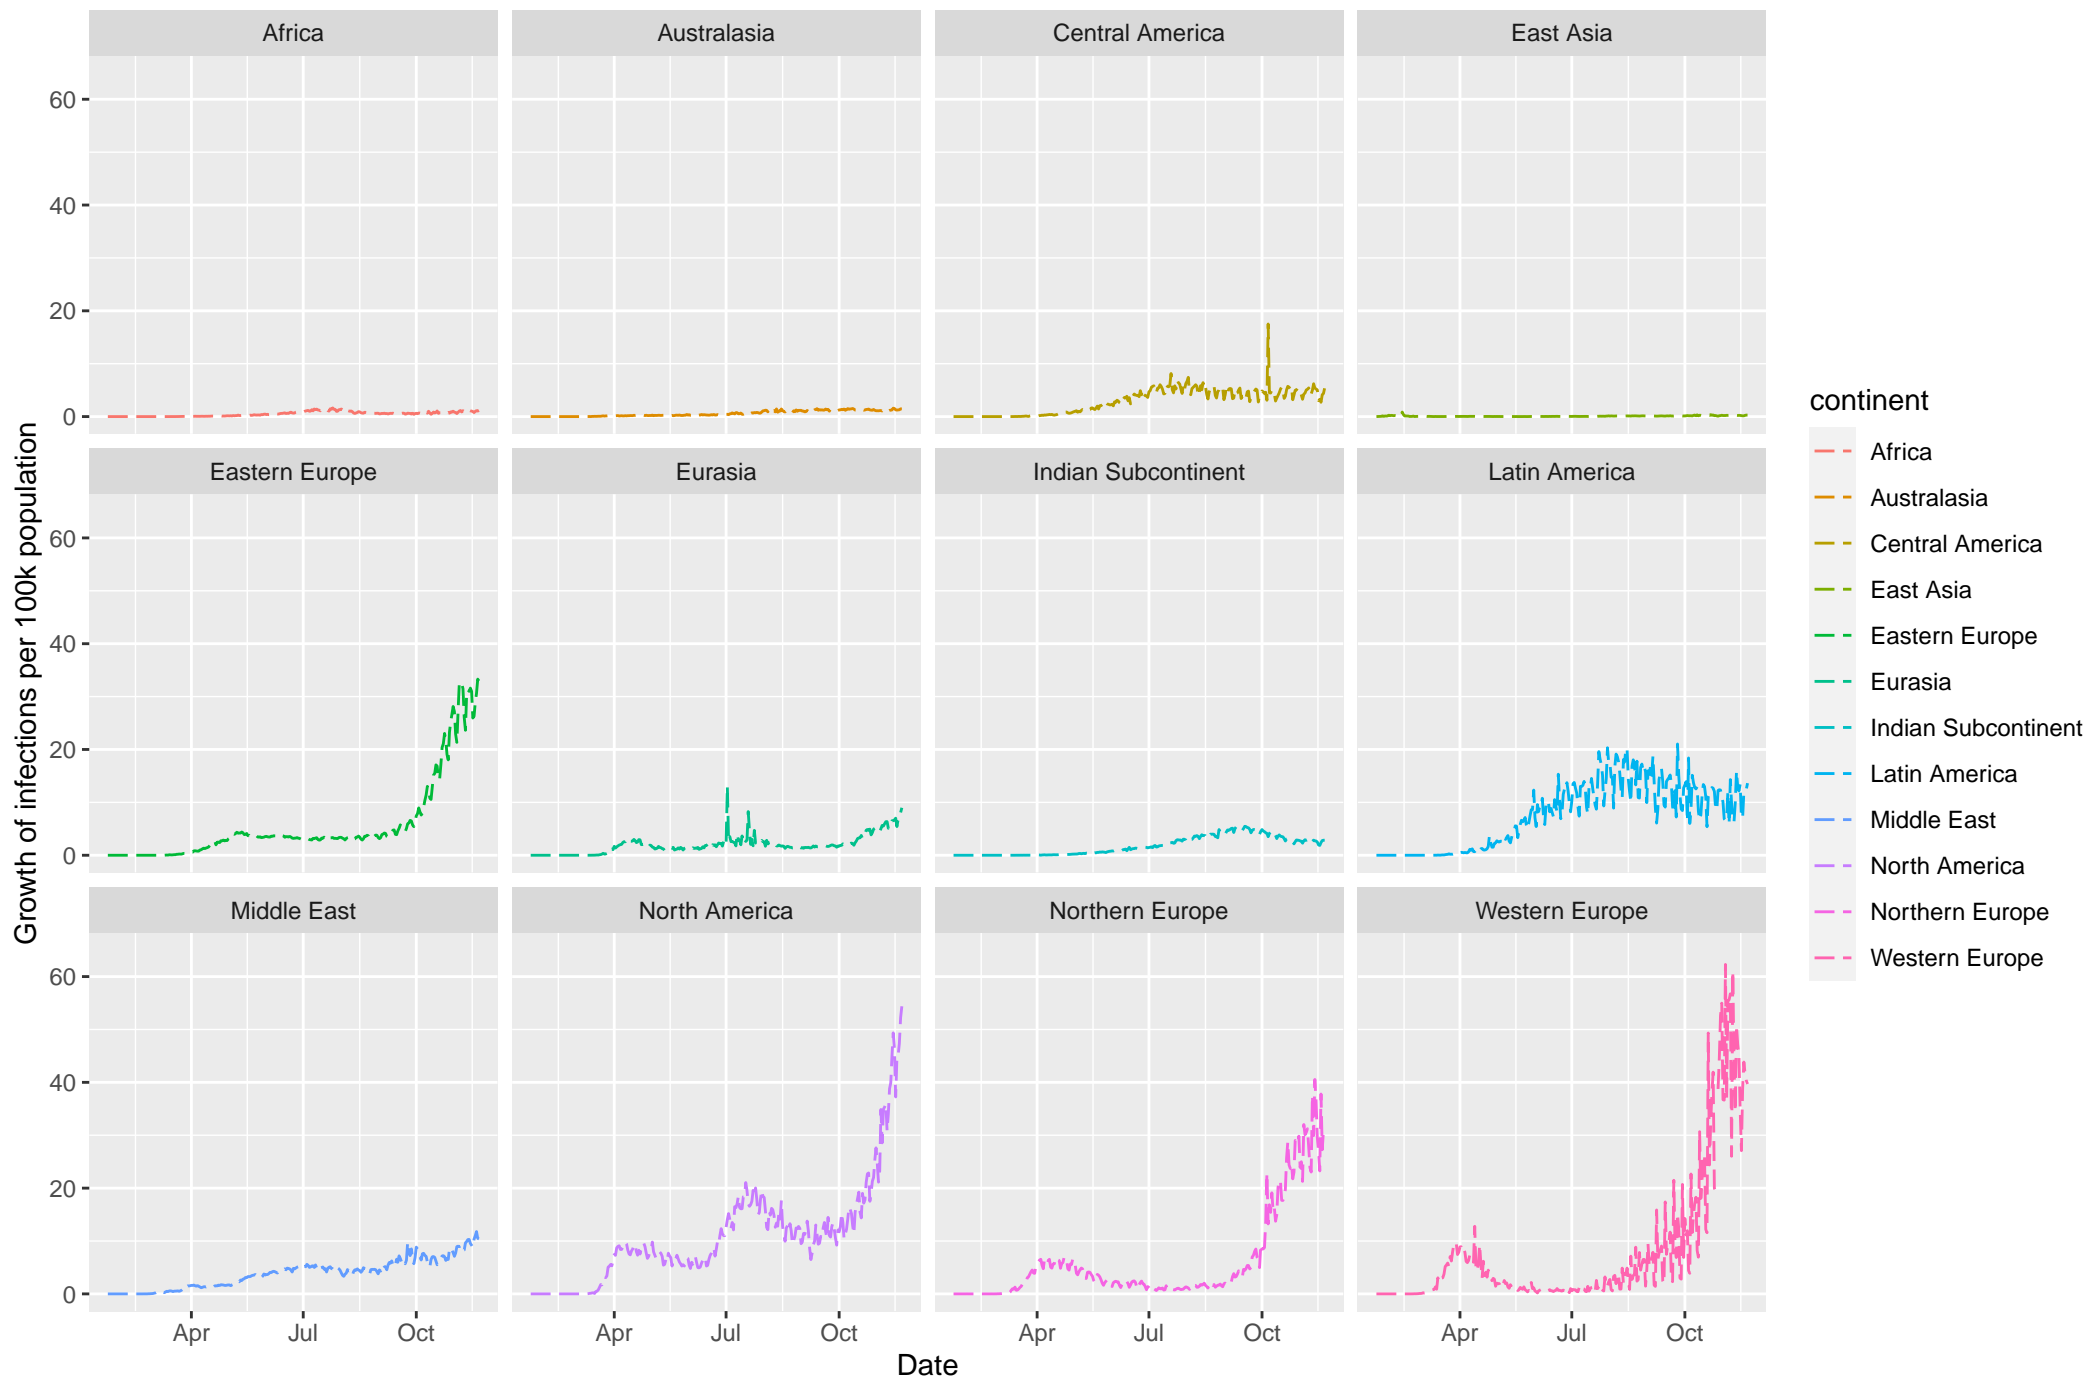 Africa
Australasia
Central America
East Asia
60
40
20
0
Eastern Europe
Eurasia
Indian Subcontinent
Latin America
60
40
20
0
Middle East
North America
Northern Europe
Western Europe
60
40
20
0
Apr Jul Oct
Apr Jul Oct
Apr Jul Oct
Apr Jul Oct
Date
Growth of infections per 100k population
continent
Africa
Australasia
Central America
East Asia
Eastern Europe
Eurasia
Indian Subcontinent
Latin America
Middle East
North America
Northern Europe
Western Europe